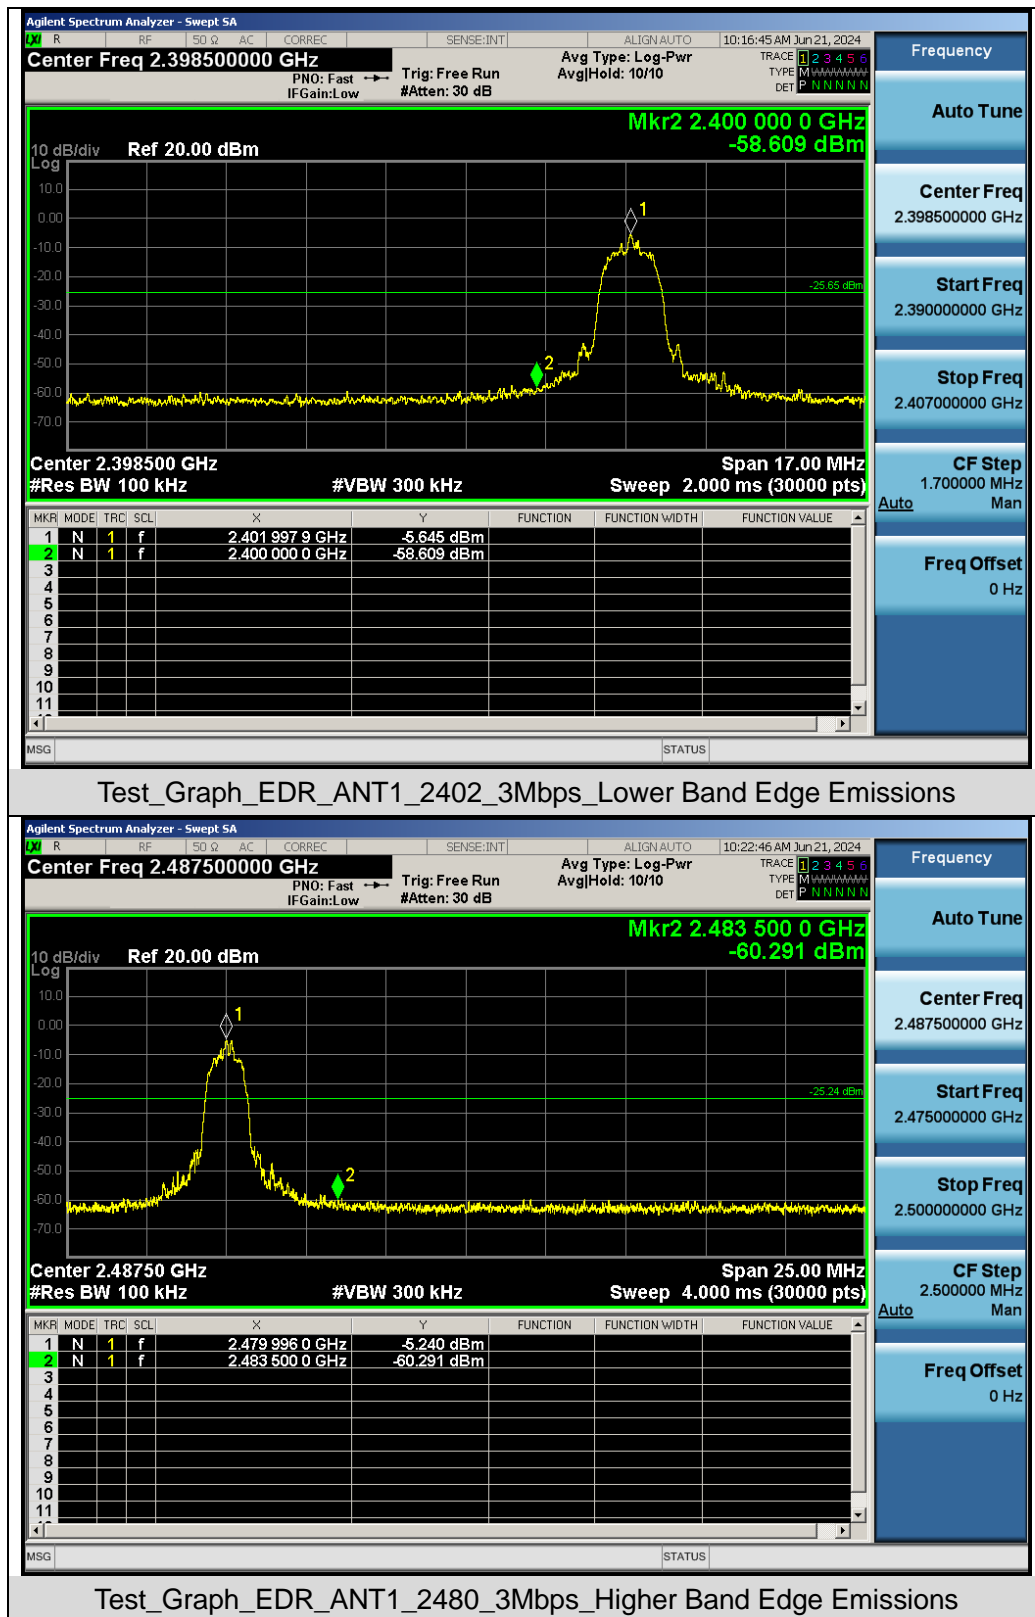 Agilent Spectrum Analyzer - Swept SA
LXI R RF 50 Ω AC CORREC SENSE:INT ALIGN AUTO 10:16:45 AM Jun 21, 2024
Center Freq 2.398500000 GHz
PNO: Fast
IFGain:Low
Trig: Free Run
#Atten: 30 dB
Avg Type: Log-Pwr
Avg|Hold: 10/10
TRACE 1 2 3 4 5 6
TYPE M
DET P N N N N N
Mkr2 2.400 000 0 GHz
-58.609 dBm
10 dB/div Ref 20.00 dBm
Log
10.0
0.00
-10.0
-20.0
-30.0
-40.0
-50.0
-60.0
-70.0
1
-25.65 dBm
2
Center 2.398500 GHz Span 17.00 MHz
#Res BW 100 kHz #VBW 300 kHz Sweep 2.000 ms (30000 pts)
MKR MODE TRC SCL X Y FUNCTION FUNCTION WIDTH FUNCTION VALUE
1 N 1 f 2.401 997 9 GHz -5.645 dBm
2 N 1 f 2.400 000 0 GHz -58.609 dBm
3
4
5
6
7
8
9
10
11
MSG STATUS
Frequency
Auto Tune
Center Freq
2.398500000 GHz
Start Freq
2.390000000 GHz
Stop Freq
2.407000000 GHz
CF Step
1.700000 MHz
Auto Man
Freq Offset
0 Hz
Test_Graph_EDR_ANT1_2402_3Mbps_Lower Band Edge Emissions
Agilent Spectrum Analyzer - Swept SA
LXI R RF 50 Ω AC CORREC SENSE:INT ALIGN AUTO 10:22:46 AM Jun 21, 2024
Center Freq 2.487500000 GHz
PNO: Fast
IFGain:Low
Trig: Free Run
#Atten: 30 dB
Avg Type: Log-Pwr
Avg|Hold: 10/10
TRACE 1 2 3 4 5 6
TYPE M
DET P N N N N N
Mkr2 2.483 500 0 GHz
-60.291 dBm
10 dB/div Ref 20.00 dBm
Log
10.0
0.00
-10.0
-20.0
-30.0
-40.0
-50.0
-60.0
-70.0
1
-25.24 dBm
2
Center 2.48750 GHz Span 25.00 MHz
#Res BW 100 kHz #VBW 300 kHz Sweep 4.000 ms (30000 pts)
MKR MODE TRC SCL X Y FUNCTION FUNCTION WIDTH FUNCTION VALUE
1 N 1 f 2.479 996 0 GHz -5.240 dBm
2 N 1 f 2.483 500 0 GHz -60.291 dBm
3
4
5
6
7
8
9
10
11
MSG STATUS
Frequency
Auto Tune
Center Freq
2.487500000 GHz
Start Freq
2.475000000 GHz
Stop Freq
2.500000000 GHz
CF Step
2.500000 MHz
Auto Man
Freq Offset
0 Hz
Test_Graph_EDR_ANT1_2480_3Mbps_Higher Band Edge Emissions